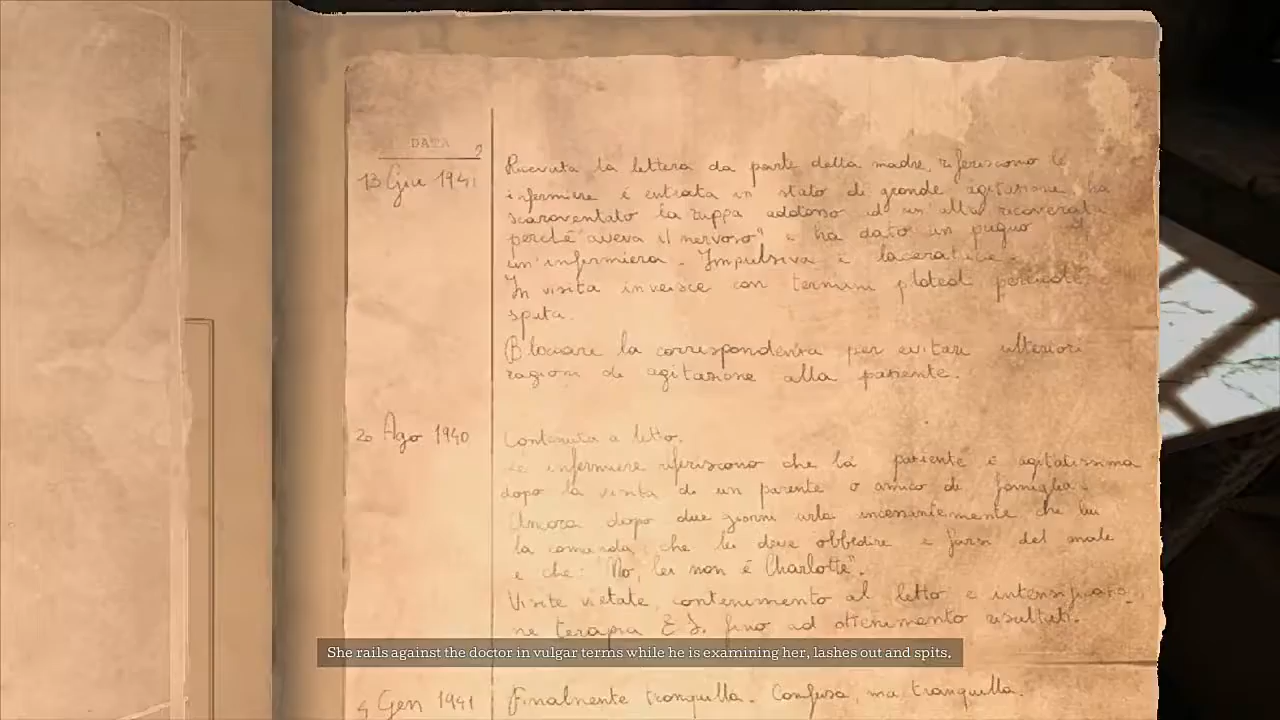 DATA
13 Giu 1941
Ricevuta la lettera da parte della madre, riferiscono le
infermiere è entrata in stato di grande agitazione, ha
scaraventato la zuppa addosso ad un'altra ricoverata
perché "aveva il nervoso" e ha dato un pugno ad
un'infermiera. Impulsiva e laceratrice.
In visita inveisce con termini plateali, percuote
sputa.
Bloccare la corrispondenza per evitare ulteriori
ragioni di agitazione alla paziente.
20 Ago 1940
Contenuta a letto.
Le infermiere riferiscono che la paziente è agitatissima
dopo la visita di un parente o amico di famiglia.
Ancora dopo due giorni urla incessantemente che lui
la comanda, che lei deve obbedire e farsi del male
e che: "No, lei non è Charlotte".
Visite vietate, contenimento al letto e intensificazio-
ne terapia E.S. fino ad ottenimento risultati.
She rails against the doctor in vulgar terms while he is examining her, lashes out and spits.
4 Gen 1941
Finalmente tranquilla. Confusa, ma tranquilla.